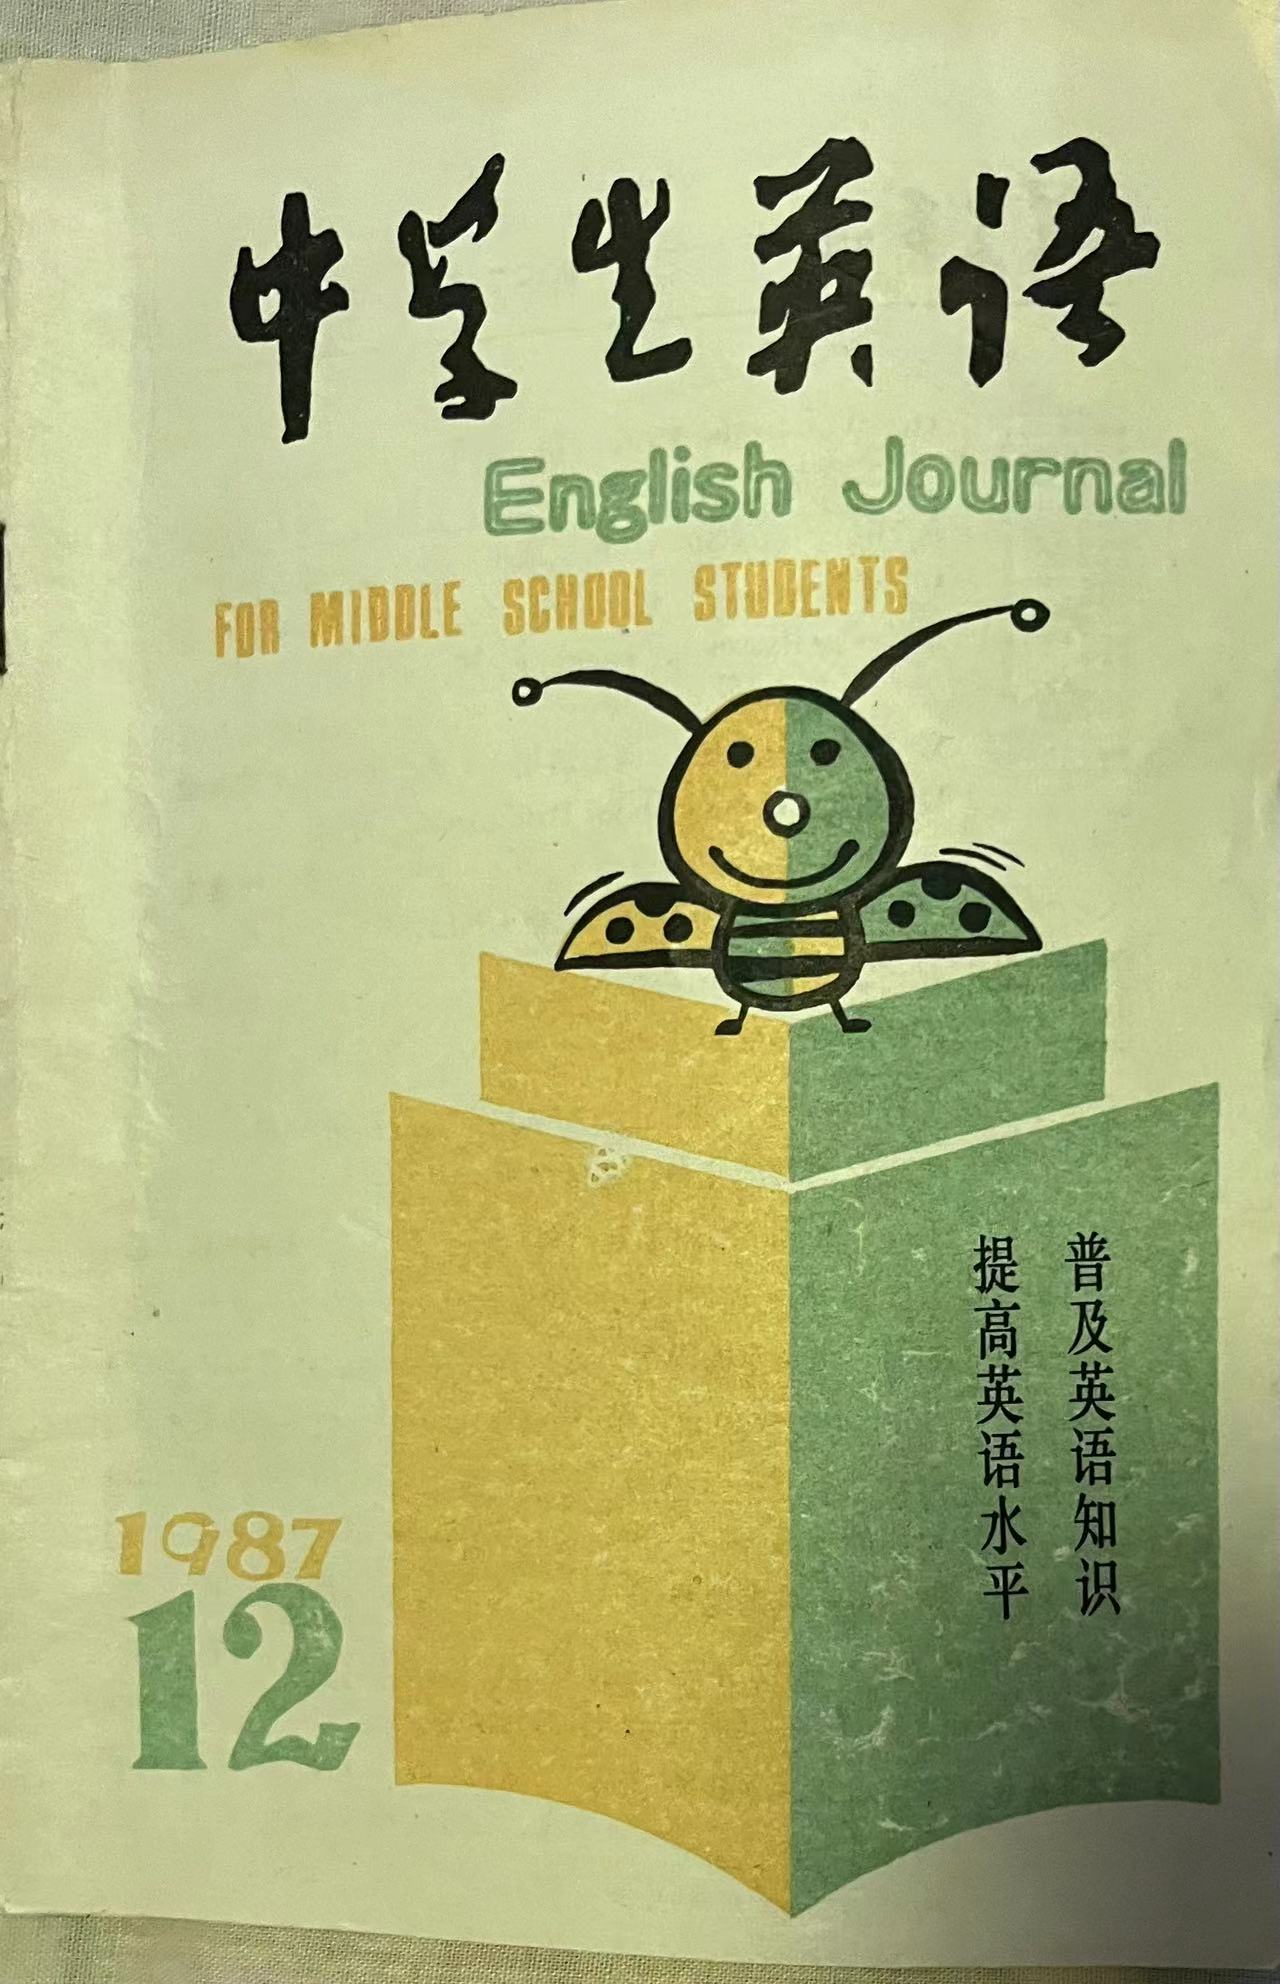 中学生英语
English Journal
FOR MIDDLE SCHOOL STUDENTS
普及英语知识
提高英语水平
1987
12